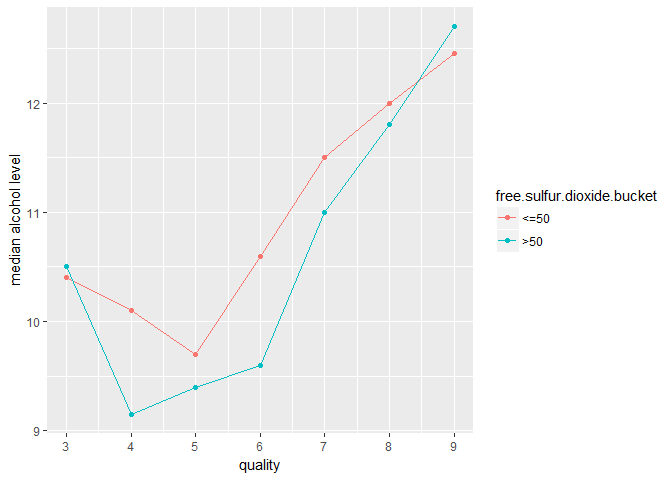 median alcohol level
12
11
10
9
3 4 5 6 7 8 9
quality
free.sulfur.dioxide.bucket
<=50
>50